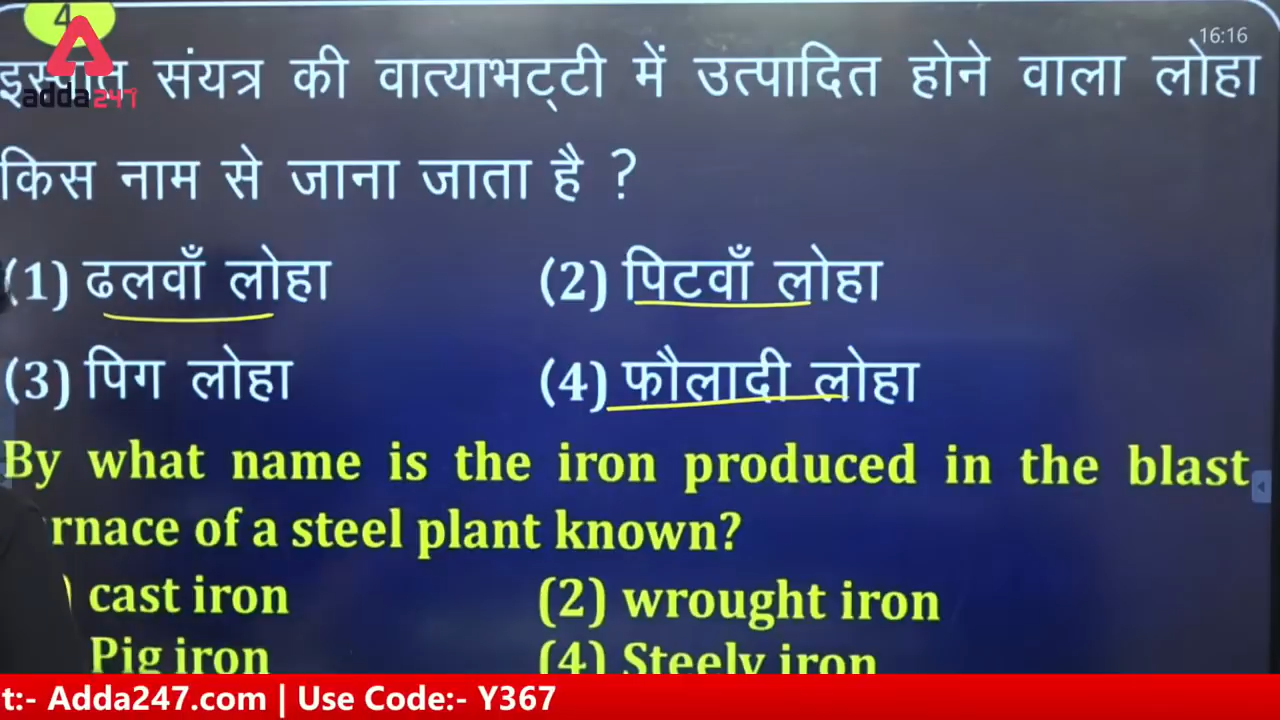 4
16:16
संयत्र की वात्याभट्टी में उत्पादित होने वाला लोहा
adda247
किस नाम से जाना जाता है ?
(1) ढलवाँ लोहा (2) पिटवाँ लोहा
(3) पिग लोहा (4) फौलादी लोहा
By what name is the iron produced in the blast
rnace of a steel plant known?
) cast iron (2) wrought iron
Pig iron (4) Steely iron
t:- Adda247.com | Use Code:- Y367